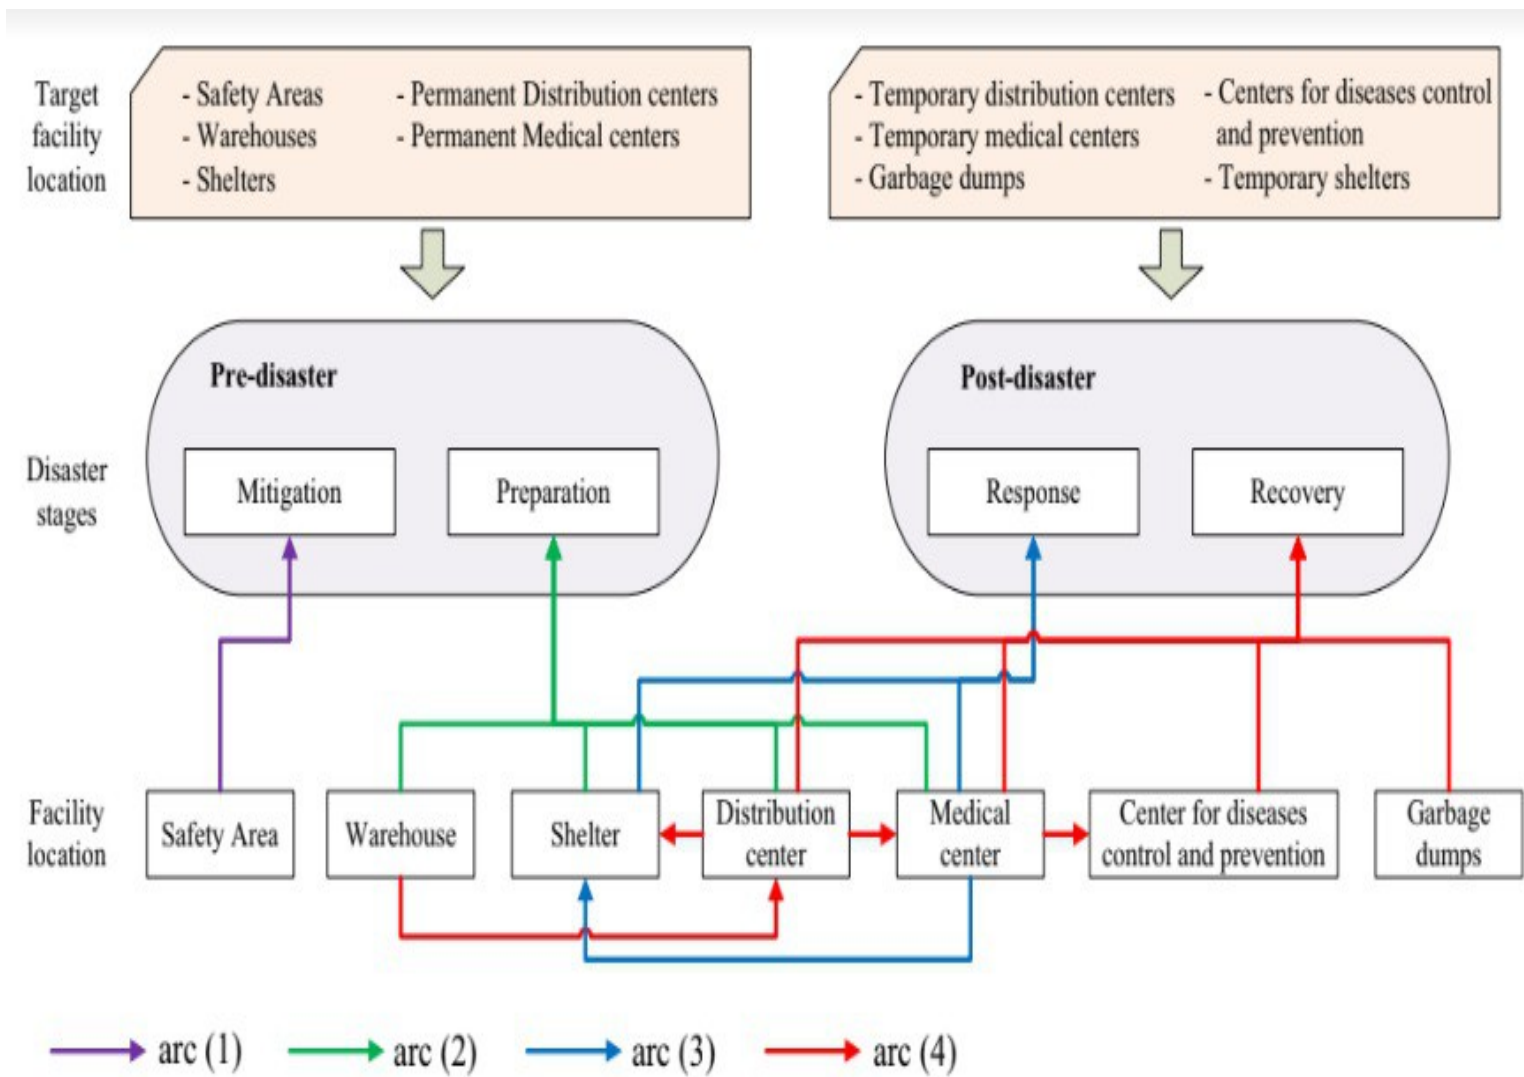 Target
facility
location
- Safety Areas
- Warehouses
- Shelters
- Permanent Distribution centers
- Permanent Medical centers
- Temporary distribution centers
- Temporary medical centers
- Garbage dumps
- Centers for diseases control
and prevention
- Temporary shelters
Disaster
stages
Pre-disaster
Mitigation
Preparation
Post-disaster
Response
Recovery
Facility
location
Safety Area
Warehouse
Shelter
Distribution
center
Medical
center
Center for diseases
control and prevention
Garbage
dumps
arc (1)
arc (2)
arc (3)
arc (4)